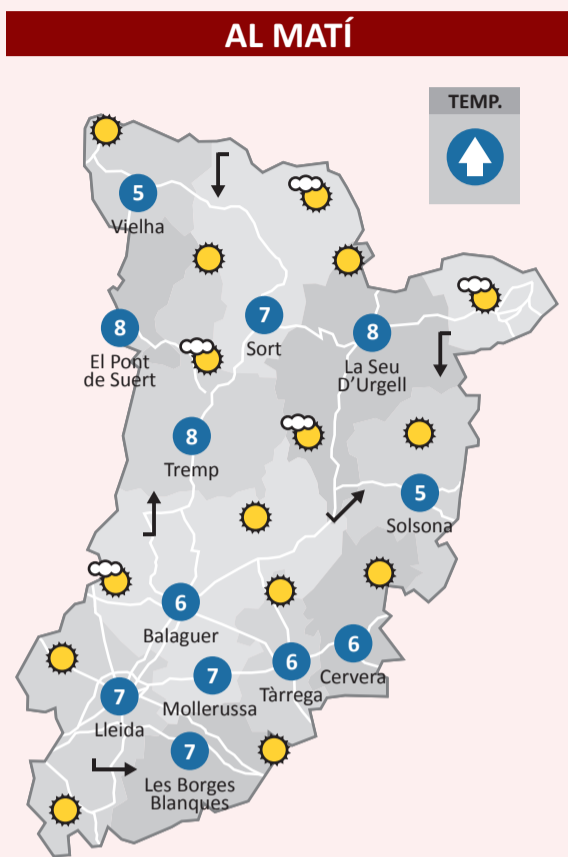 AL MATÍ
TEMP.
5
Vielha
8
El Pont
de Suert
7
Sort
8
La Seu
D'Urgell
8
Tremp
5
Solsona
6
Balaguer
6
Tàrrega
6
Cervera
7
Mollerussa
7
Lleida
7
Les Borges
Blanques